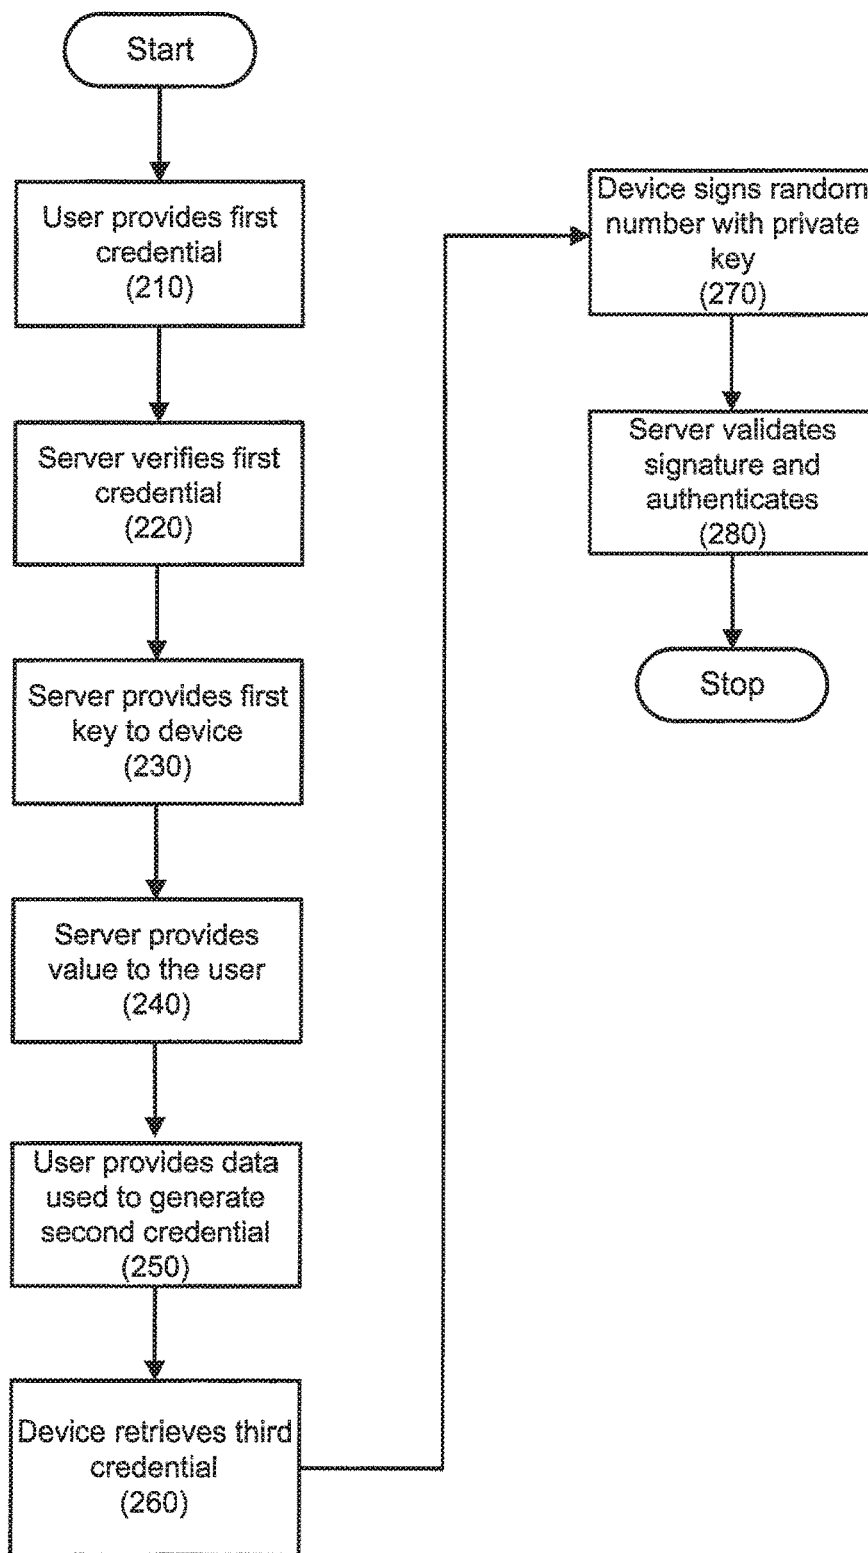 Start
User provides first
credential
(210)
Server verifies first
credential
(220)
Server provides first
key to device
(230)
Server provides
value to the user
(240)
User provides data
used to generate
second credential
(250)
Device retrieves third
credential
(260)
Device signs random
number with private
key
(270)
Server validates
signature and
authenticates
(280)
Stop